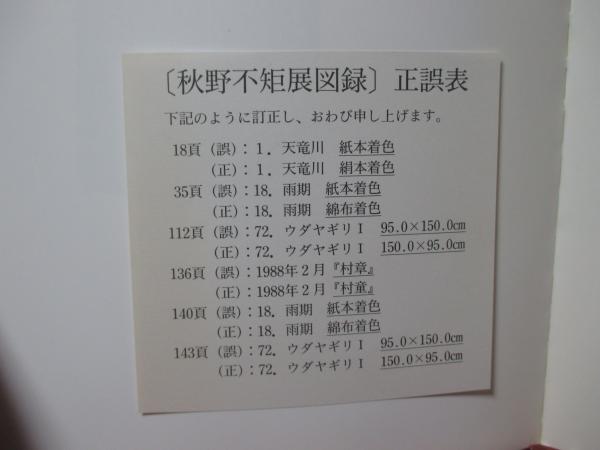 〔秋野不矩展図録〕正誤表
下記のように訂正し、おわび申し上げます。
18頁(誤):1. 天竜川 紙本着色
(正):1. 天竜川 絹本着色
35頁(誤):18. 雨期 紙本着色
(正):18. 雨期 綿布着色
112頁(誤):72. ウダヤギリⅠ 95.0×150.0cm
(正):72. ウダヤギリⅠ 150.0×95.0cm
136頁(誤):1988年2月『村章』
(正):1988年2月『村童』
140頁(誤):18. 雨期 紙本着色
(正):18. 雨期 綿布着色
143頁(誤):72. ウダヤギリⅠ 95.0×150.0cm
(正):72. ウダヤギリⅠ 150.0×95.0cm